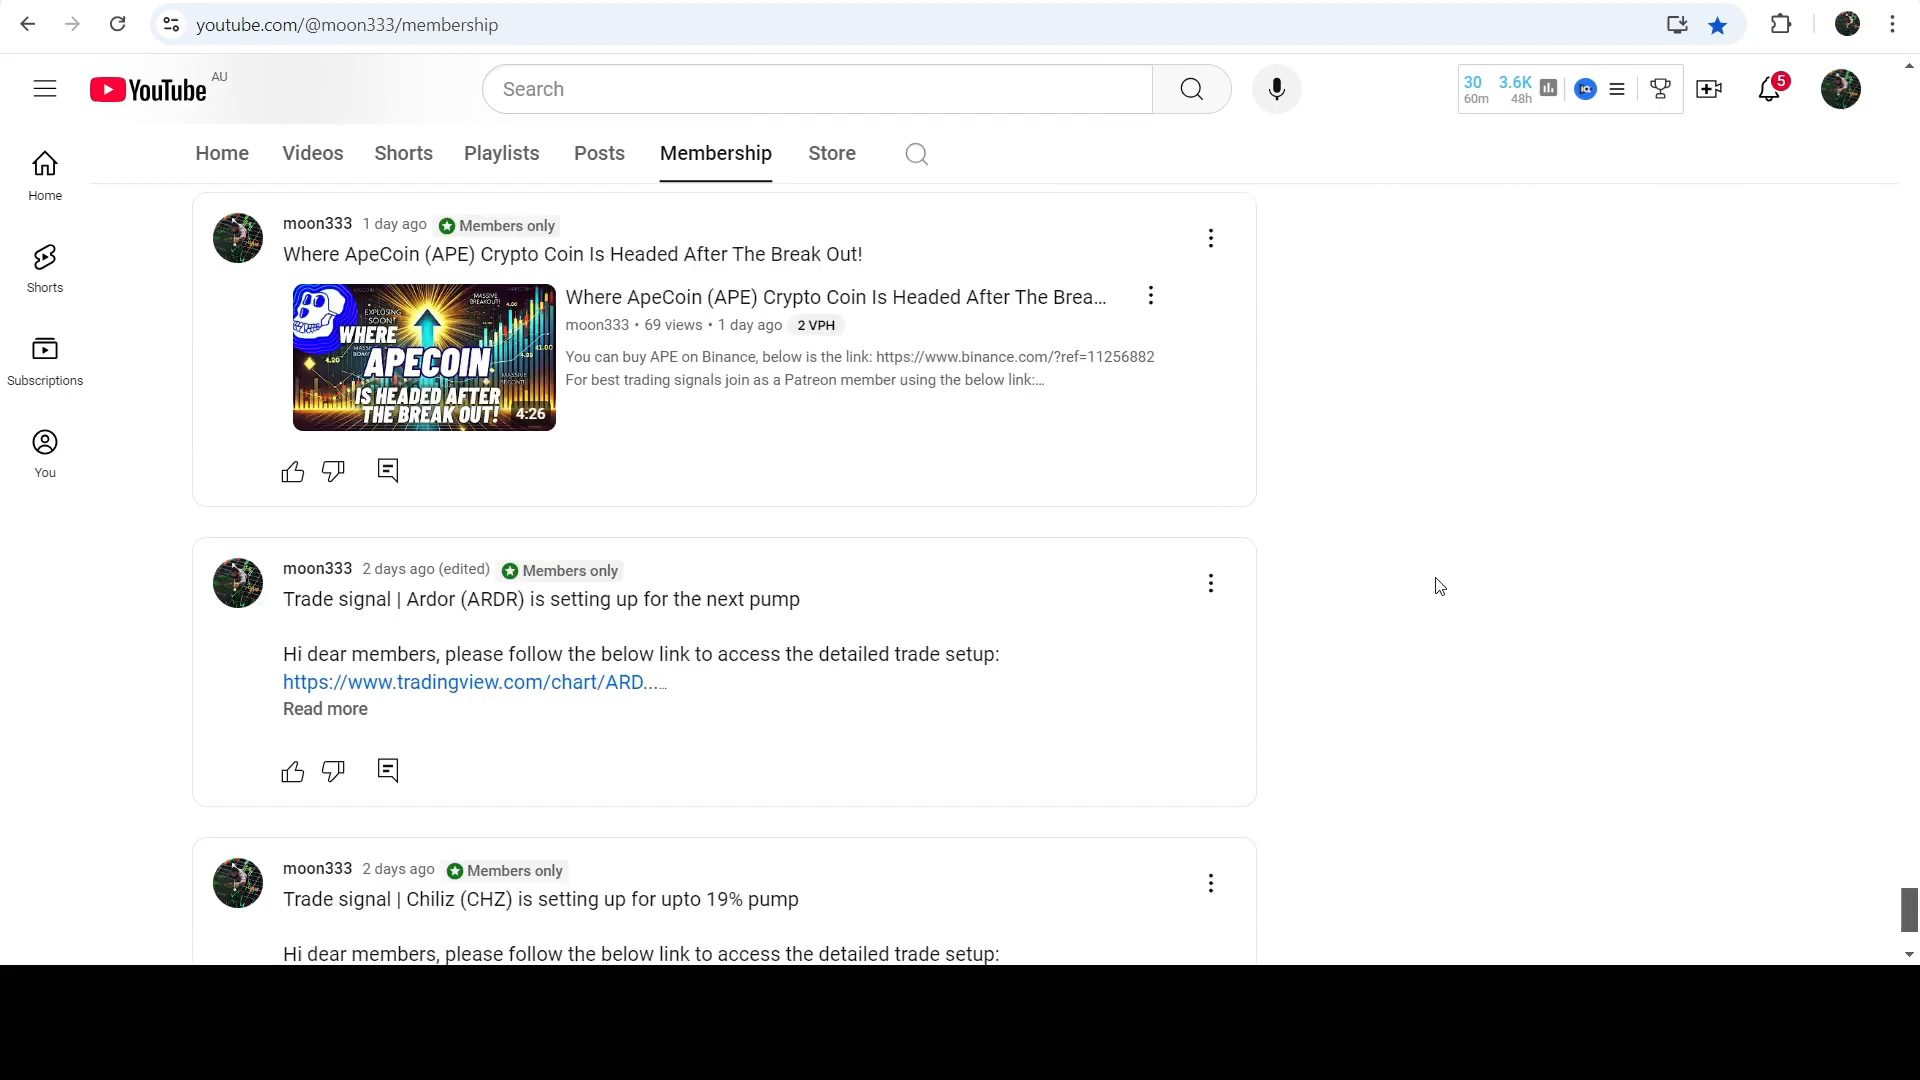 youtube.com/@moon333/membership
YouTube AU
Search
30 3.6K
60m 48h
IQ
5
Home
Shorts
Subscriptions
You
Home Videos Shorts Playlists Posts Membership Store
moon333 1 day ago Members only
Where ApeCoin (APE) Crypto Coin Is Headed After The Break Out!
EXPLODING SOON!
MASSIVE BREAKOUT!
WHERE
APECOIN
IS HEADED AFTER
THE BREAK OUT!
4:26
Where ApeCoin (APE) Crypto Coin Is Headed After The Brea...
moon333 • 69 views • 1 day ago 2 VPH
You can buy APE on Binance, below is the link: https://www.binance.com/?ref=11256882
For best trading signals join as a Patreon member using the below link:...
moon333 2 days ago (edited) Members only
Trade signal | Ardor (ARDR) is setting up for the next pump
Hi dear members, please follow the below link to access the detailed trade setup:
https://www.tradingview.com/chart/ARD...…
Read more
moon333 2 days ago Members only
Trade signal | Chiliz (CHZ) is setting up for upto 19% pump
Hi dear members, please follow the below link to access the detailed trade setup: